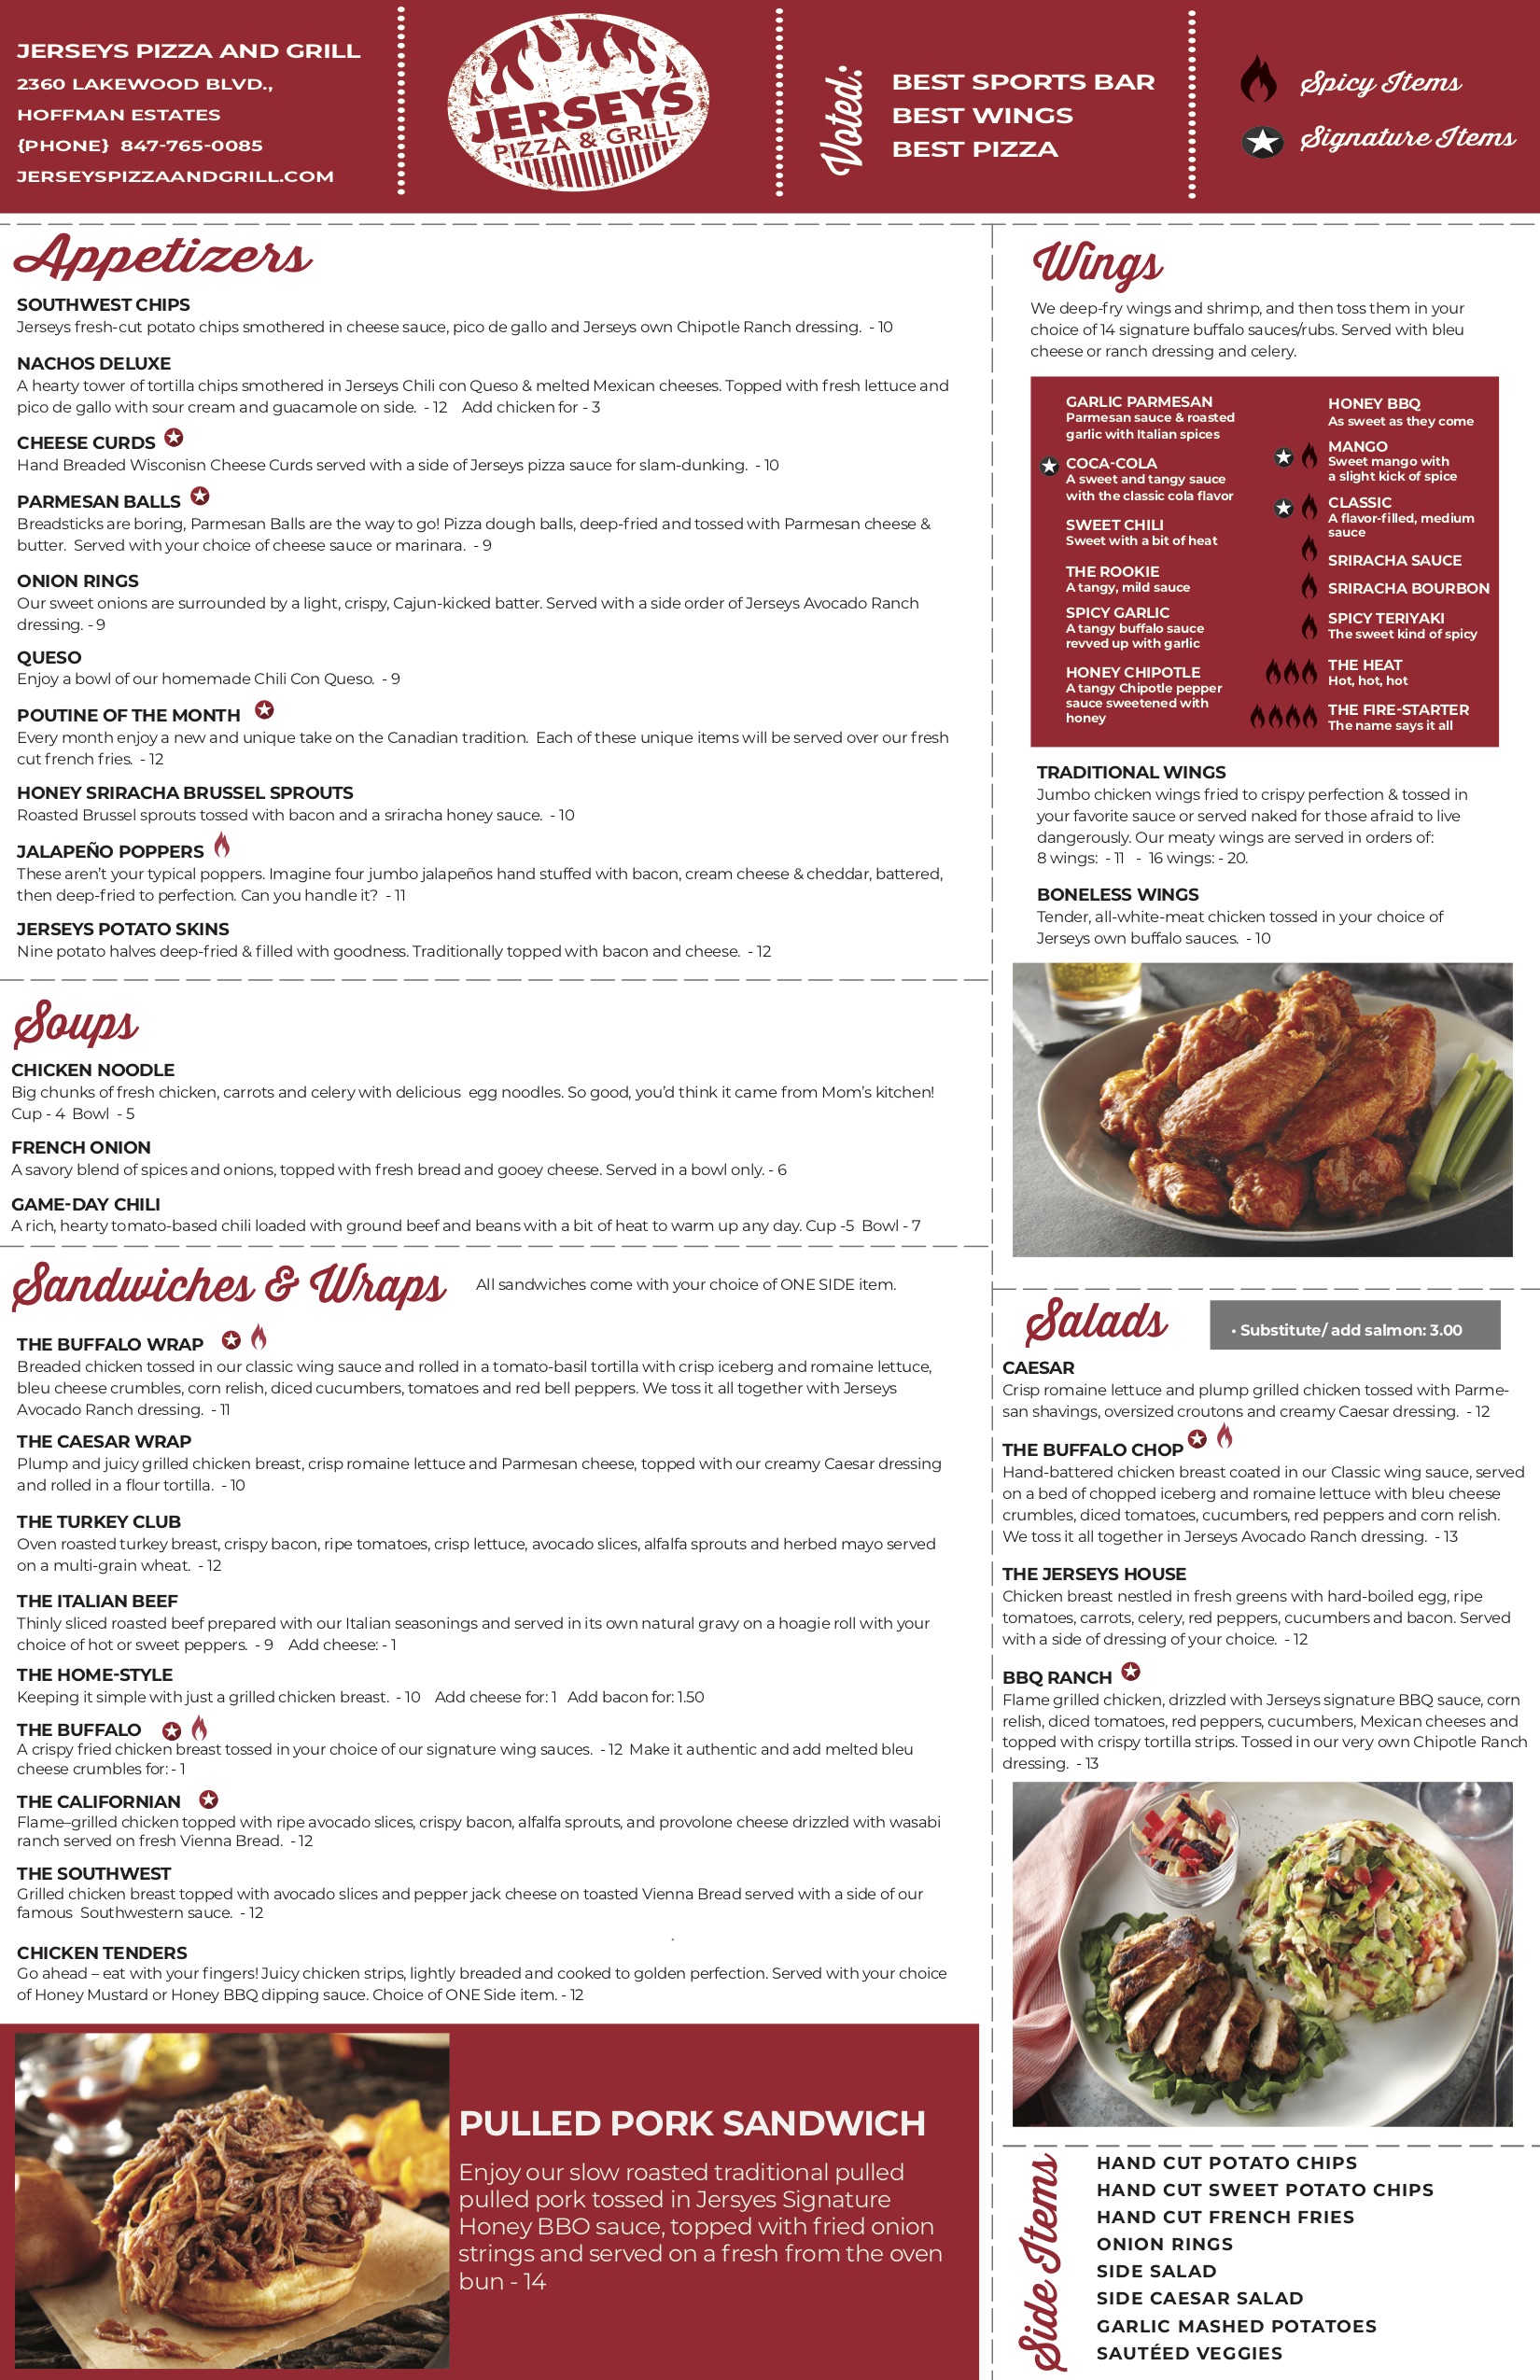 JERSEYS PIZZA AND GRILL
2360 LAKEWOOD BLVD.,
HOFFMAN ESTATES
{PHONE} 847-765-0085
JERSEYSPIZZAANDGRILL.COM
JERSEYS
PIZZA & GRILL
Voted:
BEST SPORTS BAR
BEST WINGS
BEST PIZZA
Spicy Items
Signature Items
Appetizers
SOUTHWEST CHIPS
Jerseys fresh-cut potato chips smothered in cheese sauce, pico de gallo and Jerseys own Chipotle Ranch dressing. - 10
NACHOS DELUXE
A hearty tower of tortilla chips smothered in Jerseys Chili con Queso & melted Mexican cheeses. Topped with fresh lettuce and
pico de gallo with sour cream and guacamole on side. - 12 Add chicken for - 3
CHEESE CURDS
Hand Breaded Wisconisn Cheese Curds served with a side of Jerseys pizza sauce for slam-dunking. - 10
PARMESAN BALLS
Breadsticks are boring, Parmesan Balls are the way to go! Pizza dough balls, deep-fried and tossed with Parmesan cheese &
butter. Served with your choice of cheese sauce or marinara. - 9
ONION RINGS
Our sweet onions are surrounded by a light, crispy, Cajun-kicked batter. Served with a side order of Jerseys Avocado Ranch
dressing. - 9
QUESO
Enjoy a bowl of our homemade Chili Con Queso. - 9
POUTINE OF THE MONTH
Every month enjoy a new and unique take on the Canadian tradition. Each of these unique items will be served over our fresh
cut french fries. - 12
HONEY SRIRACHA BRUSSEL SPROUTS
Roasted Brussel sprouts tossed with bacon and a sriracha honey sauce. - 10
JALAPEÑO POPPERS
These aren't your typical poppers. Imagine four jumbo jalapeños hand stuffed with bacon, cream cheese & cheddar, battered,
then deep-fried to perfection. Can you handle it? - 11
JERSEYS POTATO SKINS
Nine potato halves deep-fried & filled with goodness. Traditionally topped with bacon and cheese. - 12
Soups
CHICKEN NOODLE
Big chunks of fresh chicken, carrots and celery with delicious egg noodles. So good, you'd think it came from Mom's kitchen!
Cup - 4 Bowl - 5
FRENCH ONION
A savory blend of spices and onions, topped with fresh bread and gooey cheese. Served in a bowl only. - 6
GAME-DAY CHILI
A rich, hearty tomato-based chili loaded with ground beef and beans with a bit of heat to warm up any day. Cup -5 Bowl - 7
Sandwiches & Wraps
All sandwiches come with your choice of ONE SIDE item.
THE BUFFALO WRAP
Breaded chicken tossed in our classic wing sauce and rolled in a tomato-basil tortilla with crisp iceberg and romaine lettuce,
bleu cheese crumbles, corn relish, diced cucumbers, tomatoes and red bell peppers. We toss it all together with Jerseys
Avocado Ranch dressing. - 11
THE CAESAR WRAP
Plump and juicy grilled chicken breast, crisp romaine lettuce and Parmesan cheese, topped with our creamy Caesar dressing
and rolled in a flour tortilla. - 10
THE TURKEY CLUB
Oven roasted turkey breast, crispy bacon, ripe tomatoes, crisp lettuce, avocado slices, alfalfa sprouts and herbed mayo served
on a multi-grain wheat. - 12
THE ITALIAN BEEF
Thinly sliced roasted beef prepared with our Italian seasonings and served in its own natural gravy on a hoagie roll with your
choice of hot or sweet peppers. - 9 Add cheese: - 1
THE HOME-STYLE
Keeping it simple with just a grilled chicken breast. - 10 Add cheese for: 1 Add bacon for: 1.50
THE BUFFALO
A crispy fried chicken breast tossed in your choice of our signature wing sauces. - 12 Make it authentic and add melted bleu
cheese crumbles for: - 1
THE CALIFORNIAN
Flame–grilled chicken topped with ripe avocado slices, crispy bacon, alfalfa sprouts, and provolone cheese drizzled with wasabi
ranch served on fresh Vienna Bread. - 12
THE SOUTHWEST
Grilled chicken breast topped with avocado slices and pepper jack cheese on toasted Vienna Bread served with a side of our
famous Southwestern sauce. - 12
CHICKEN TENDERS
Go ahead – eat with your fingers! Juicy chicken strips, lightly breaded and cooked to golden perfection. Served with your choice
of Honey Mustard or Honey BBQ dipping sauce. Choice of ONE Side item. - 12
PULLED PORK SANDWICH
Enjoy our slow roasted traditional pulled
pulled pork tossed in Jersyes Signature
Honey BBO sauce, topped with fried onion
strings and served on a fresh from the oven
bun - 14
Wings
We deep-fry wings and shrimp, and then toss them in your
choice of 14 signature buffalo sauces/rubs. Served with bleu
cheese or ranch dressing and celery.
GARLIC PARMESAN
Parmesan sauce & roasted
garlic with Italian spices
COCA-COLA
A sweet and tangy sauce
with the classic cola flavor
SWEET CHILI
Sweet with a bit of heat
THE ROOKIE
A tangy, mild sauce
SPICY GARLIC
A tangy buffalo sauce
revved up with garlic
HONEY CHIPOTLE
A tangy Chipotle pepper
sauce sweetened with
honey
HONEY BBQ
As sweet as they come
MANGO
Sweet mango with
a slight kick of spice
CLASSIC
A flavor-filled, medium
sauce
SRIRACHA SAUCE
SRIRACHA BOURBON
SPICY TERIYAKI
The sweet kind of spicy
THE HEAT
Hot, hot, hot
THE FIRE-STARTER
The name says it all
TRADITIONAL WINGS
Jumbo chicken wings fried to crispy perfection & tossed in
your favorite sauce or served naked for those afraid to live
dangerously. Our meaty wings are served in orders of:
8 wings: - 11 - 16 wings: - 20.
BONELESS WINGS
Tender, all-white-meat chicken tossed in your choice of
Jerseys own buffalo sauces. - 10
Salads
• Substitute/ add salmon: 3.00
CAESAR
Crisp romaine lettuce and plump grilled chicken tossed with Parme-
san shavings, oversized croutons and creamy Caesar dressing. - 12
THE BUFFALO CHOP
Hand-battered chicken breast coated in our Classic wing sauce, served
on a bed of chopped iceberg and romaine lettuce with bleu cheese
crumbles, diced tomatoes, cucumbers, red peppers and corn relish.
We toss it all together in Jerseys Avocado Ranch dressing. - 13
THE JERSEYS HOUSE
Chicken breast nestled in fresh greens with hard-boiled egg, ripe
tomatoes, carrots, celery, red peppers, cucumbers and bacon. Served
with a side of dressing of your choice. - 12
BBQ RANCH
Flame grilled chicken, drizzled with Jerseys signature BBQ sauce, corn
relish, diced tomatoes, red peppers, cucumbers, Mexican cheeses and
topped with crispy tortilla strips. Tossed in our very own Chipotle Ranch
dressing. - 13
Side Items
HAND CUT POTATO CHIPS
HAND CUT SWEET POTATO CHIPS
HAND CUT FRENCH FRIES
ONION RINGS
SIDE SALAD
SIDE CAESAR SALAD
GARLIC MASHED POTATOES
SAUTÉED VEGGIES